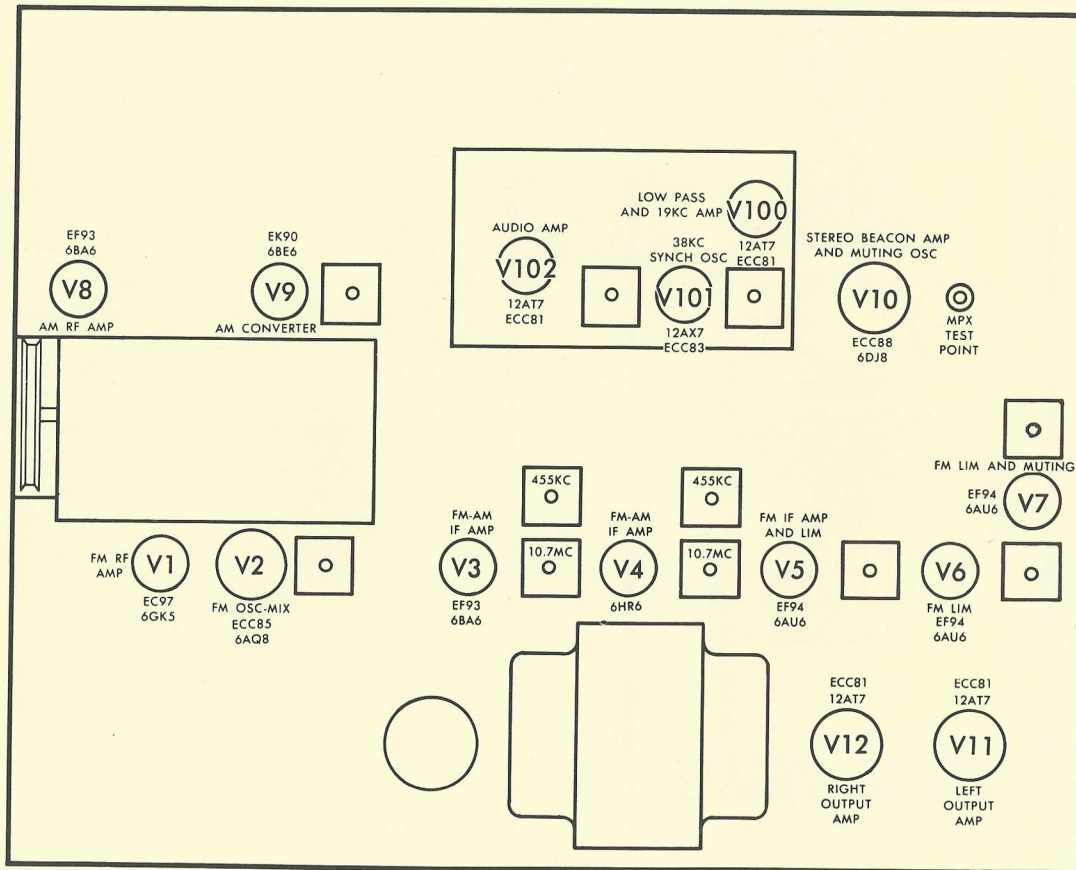 EF93
6BA6
V8
AM RF AMP
EK90
6BE6
V9
AM CONVERTER
AUDIO AMP
V102
12AT7
ECC81
LOW PASS
AND 19KC AMP
V100
12AT7
ECC81
38KC
SYNCH OSC
V101
12AX7
ECC83
STEREO BEACON AMP
AND MUTING OSC
V10
ECC88
6DJ8
MPX
TEST
POINT
FM LIM AND MUTING
EF94
6AU6
V7
FM RF
AMP
V1
EC97
6GK5
V2
FM OSC-MIX
ECC85
6AQ8
FM-AM
IF AMP
V3
EF93
6BA6
455KC
10.7MC
FM-AM
IF AMP
V4
6HR6
455KC
10.7MC
FM IF AMP
AND LIM
V5
EF94
6AU6
V6
FM LIM
EF94
6AU6
ECC81
12AT7
V12
RIGHT
OUTPUT
AMP
ECC81
12AT7
V11
LEFT
OUTPUT
AMP